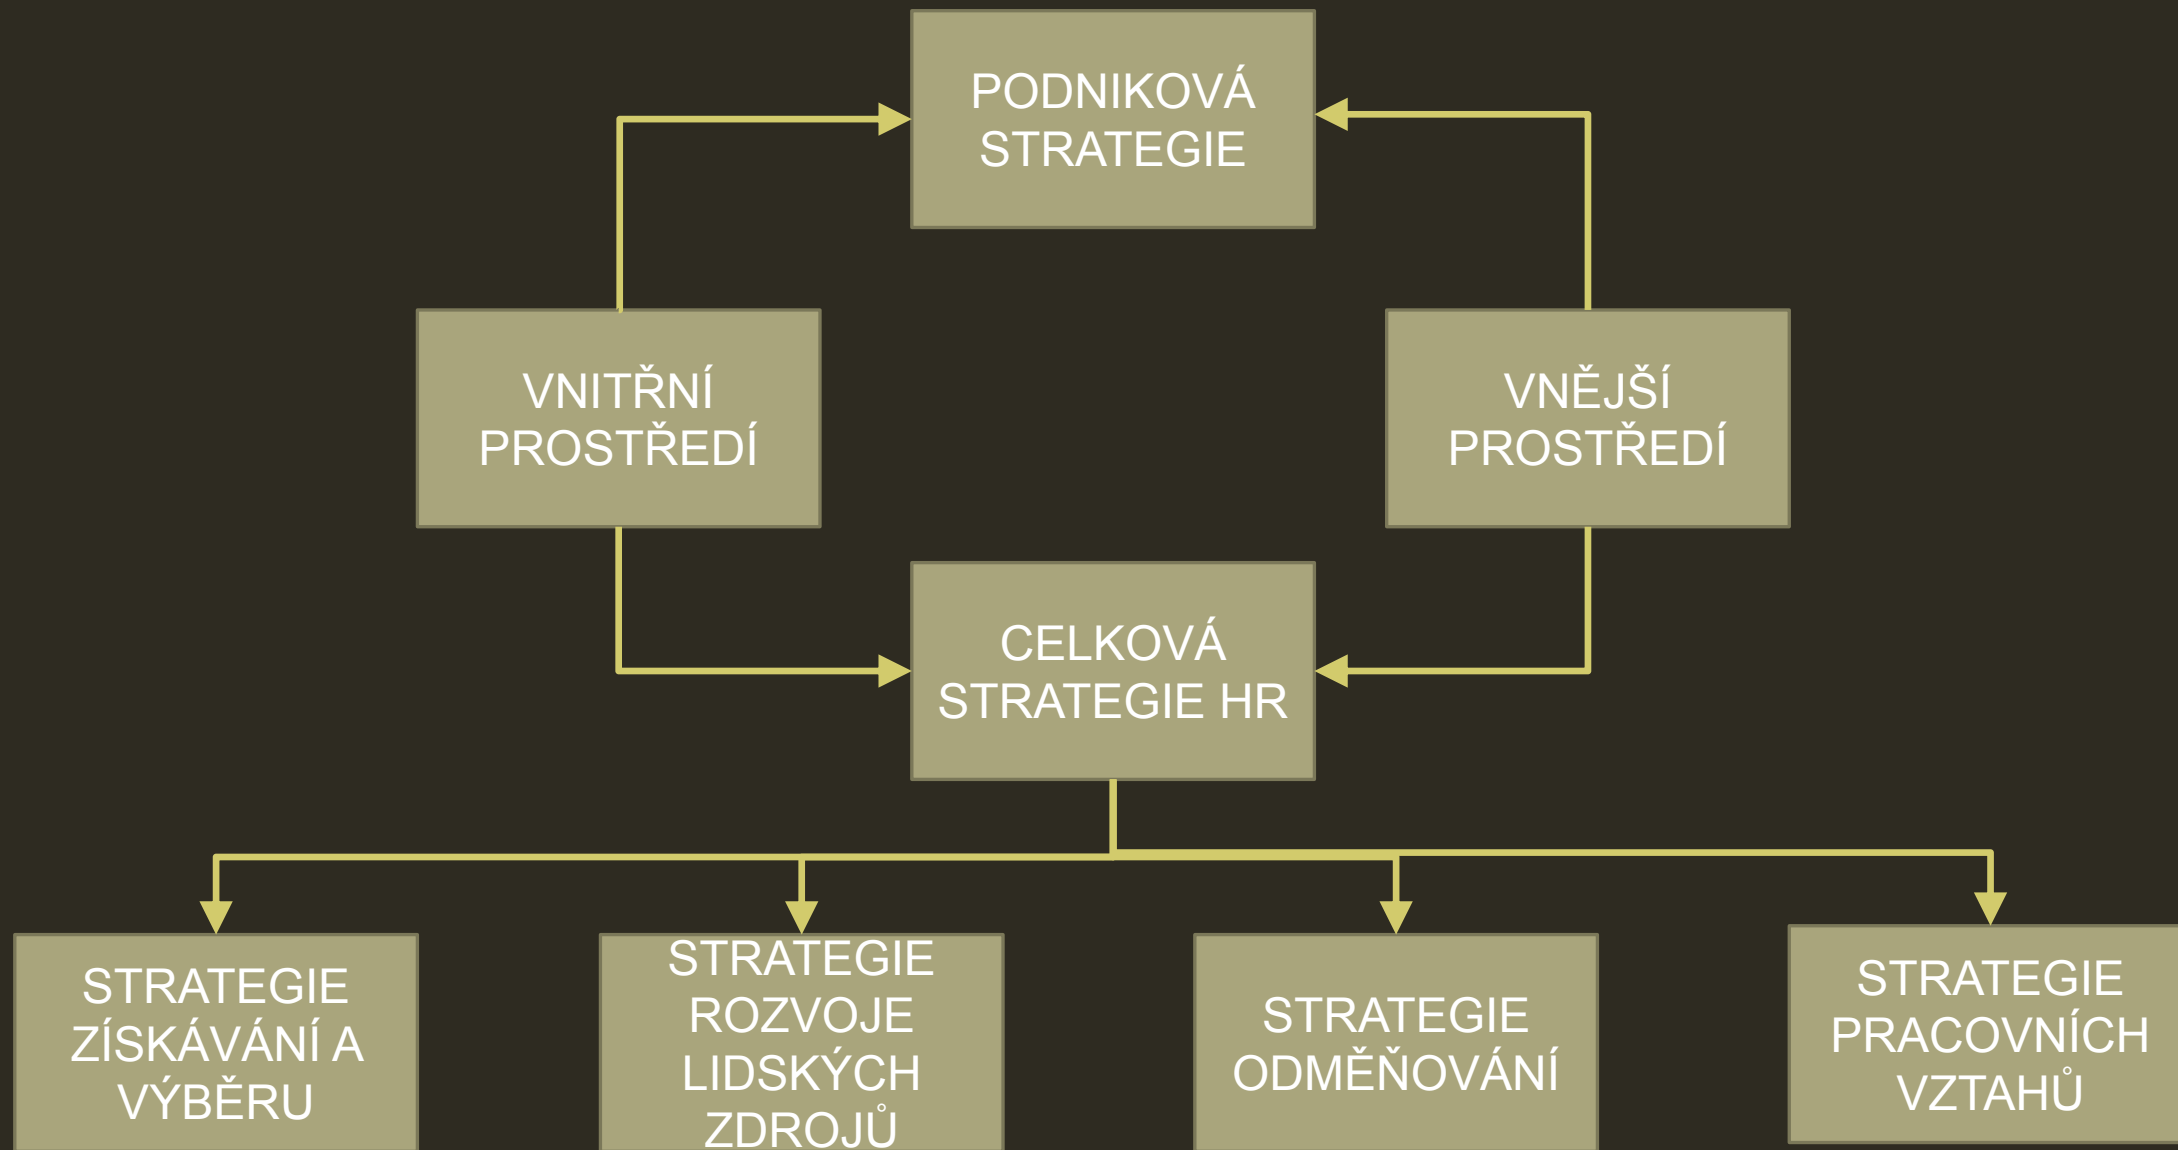 PODNIKOVÁ
STRATEGIE
VNITŘNÍ
PROSTŘEDÍ
VNĚJŠÍ
PROSTŘEDÍ
CELKOVÁ
STRATEGIE HR
STRATEGIE
ZÍSKÁVÁNÍ A
VÝBĚRU
STRATEGIE
ROZVOJE
LIDSKÝCH
ZDROJŮ
STRATEGIE
ODMĚŇOVÁNÍ
STRATEGIE
PRACOVNÍCH
VZTAHŮ